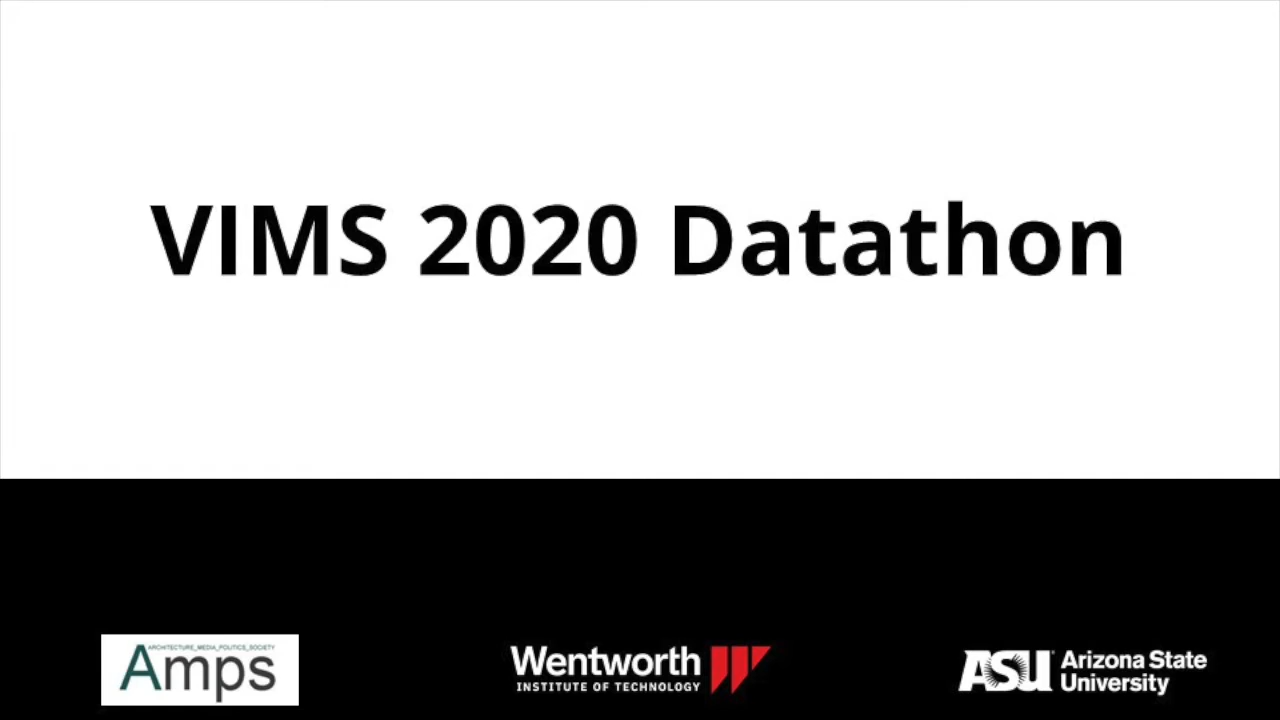 VIMS 2020 Datathon
ARCHITECTURE_MEDIA_POLITICS_SOCIETY
Amps
Wentworth
INSTITUTE OF TECHNOLOGY
ASU
Arizona State
University